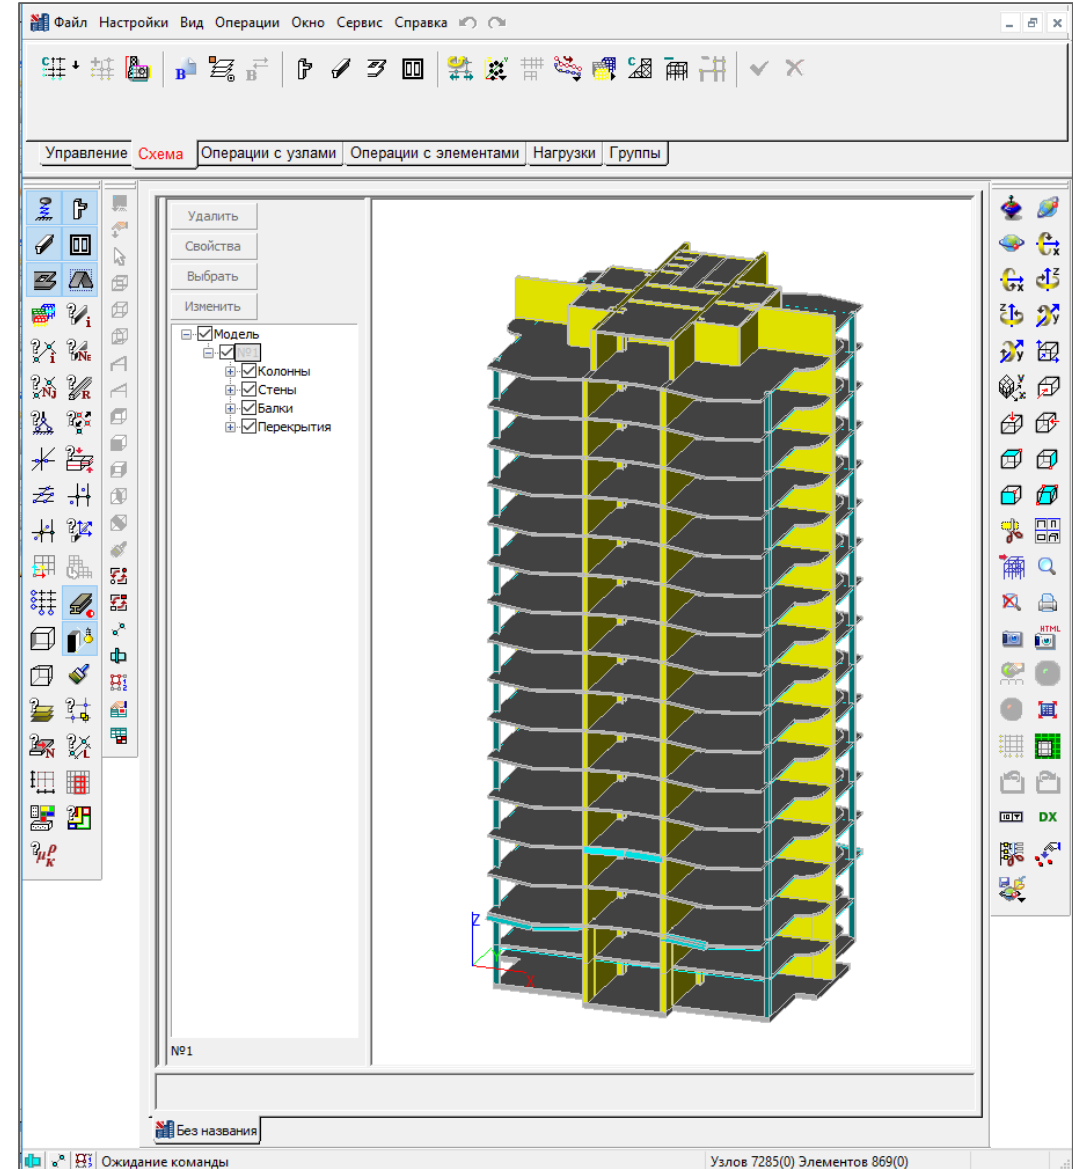 Файл Настройки Вид Операции Окно Сервис Справка
Управление Схема Операции с узлами Операции с элементами Нагрузки Группы
Удалить
Свойства
Выбрать
Изменить
Модель
№1
Колонны
Стены
Балки
Перекрытия
Z
Y
X
HTML
DX
№1
Без названия
Ожидание команды Узлов 7285(0) Элементов 869(0)